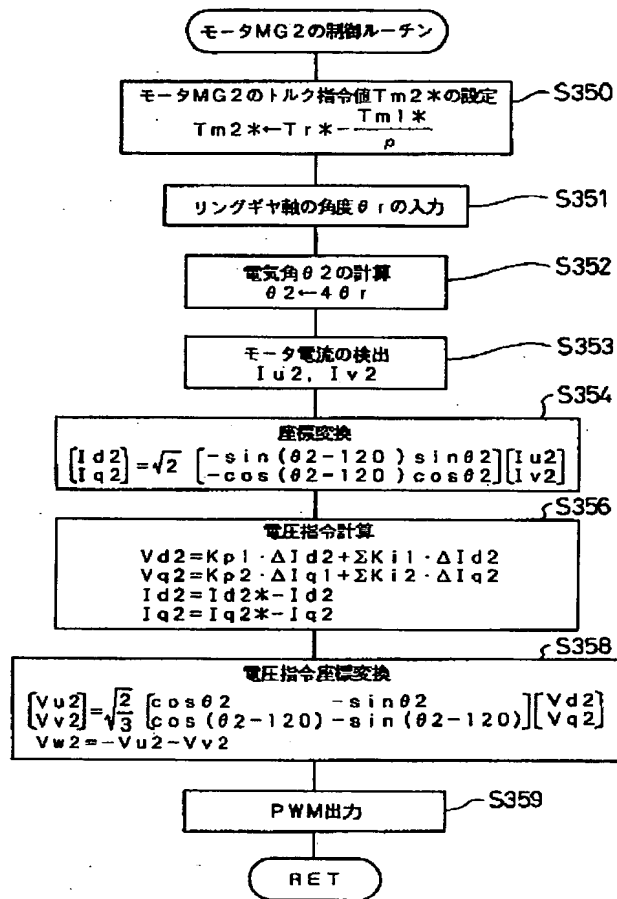 モータMG2の制御ルーチン
モータMG2のトルク指令値Tm2*の設定
Tm2*←Tr*-Tm1*/ρ
S350
リングギヤ軸の角度θrの入力
S351
電気角θ2の計算
θ2←4θr
S352
モータ電流の検出
Iu2, Iv2
S353
S354
座標変換
[Id2]=√2 [-sin(θ2-120) sinθ2][Iu2]
[Iq2] [-cos(θ2-120) cosθ2][Iv2]
S356
電圧指令計算
Vd2=Kp1・ΔId2+ΣKi1・ΔId2
Vq2=Kp2・ΔIq1+ΣKi2・ΔIq2
Id2=Id2*-Id2
Iq2=Iq2*-Iq2
S358
電圧指令座標変換
[Vu2]=√2/3 [cosθ2 -sinθ2][Vd2]
[Vv2] [cos(θ2-120)-sin(θ2-120)][Vq2]
Vw2=-Vu2-Vv2
PWM出力
S359
RET